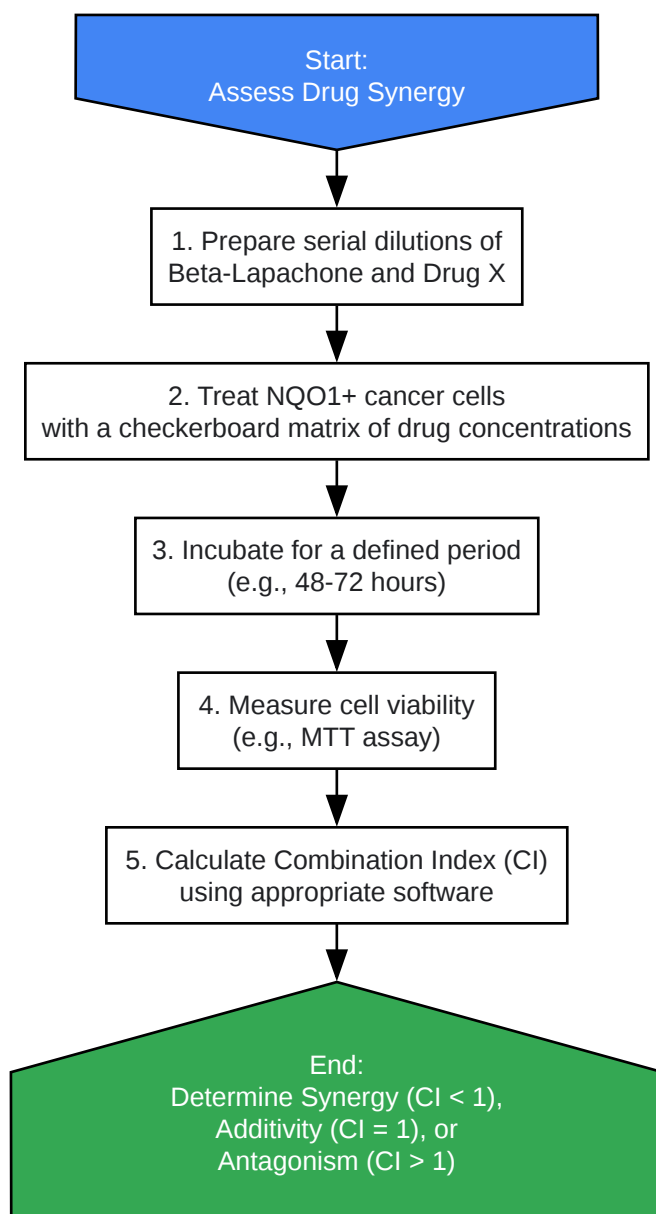 Start:
Assess Drug Synergy
1. Prepare serial dilutions of
Beta-Lapachone and Drug X
2. Treat NQO1+ cancer cells
with a checkerboard matrix of drug concentrations
3. Incubate for a defined period
(e.g., 48-72 hours)
4. Measure cell viability
(e.g., MTT assay)
5. Calculate Combination Index (CI)
using appropriate software
End:
Determine Synergy (CI < 1),
Additivity (CI = 1), or
Antagonism (CI > 1)